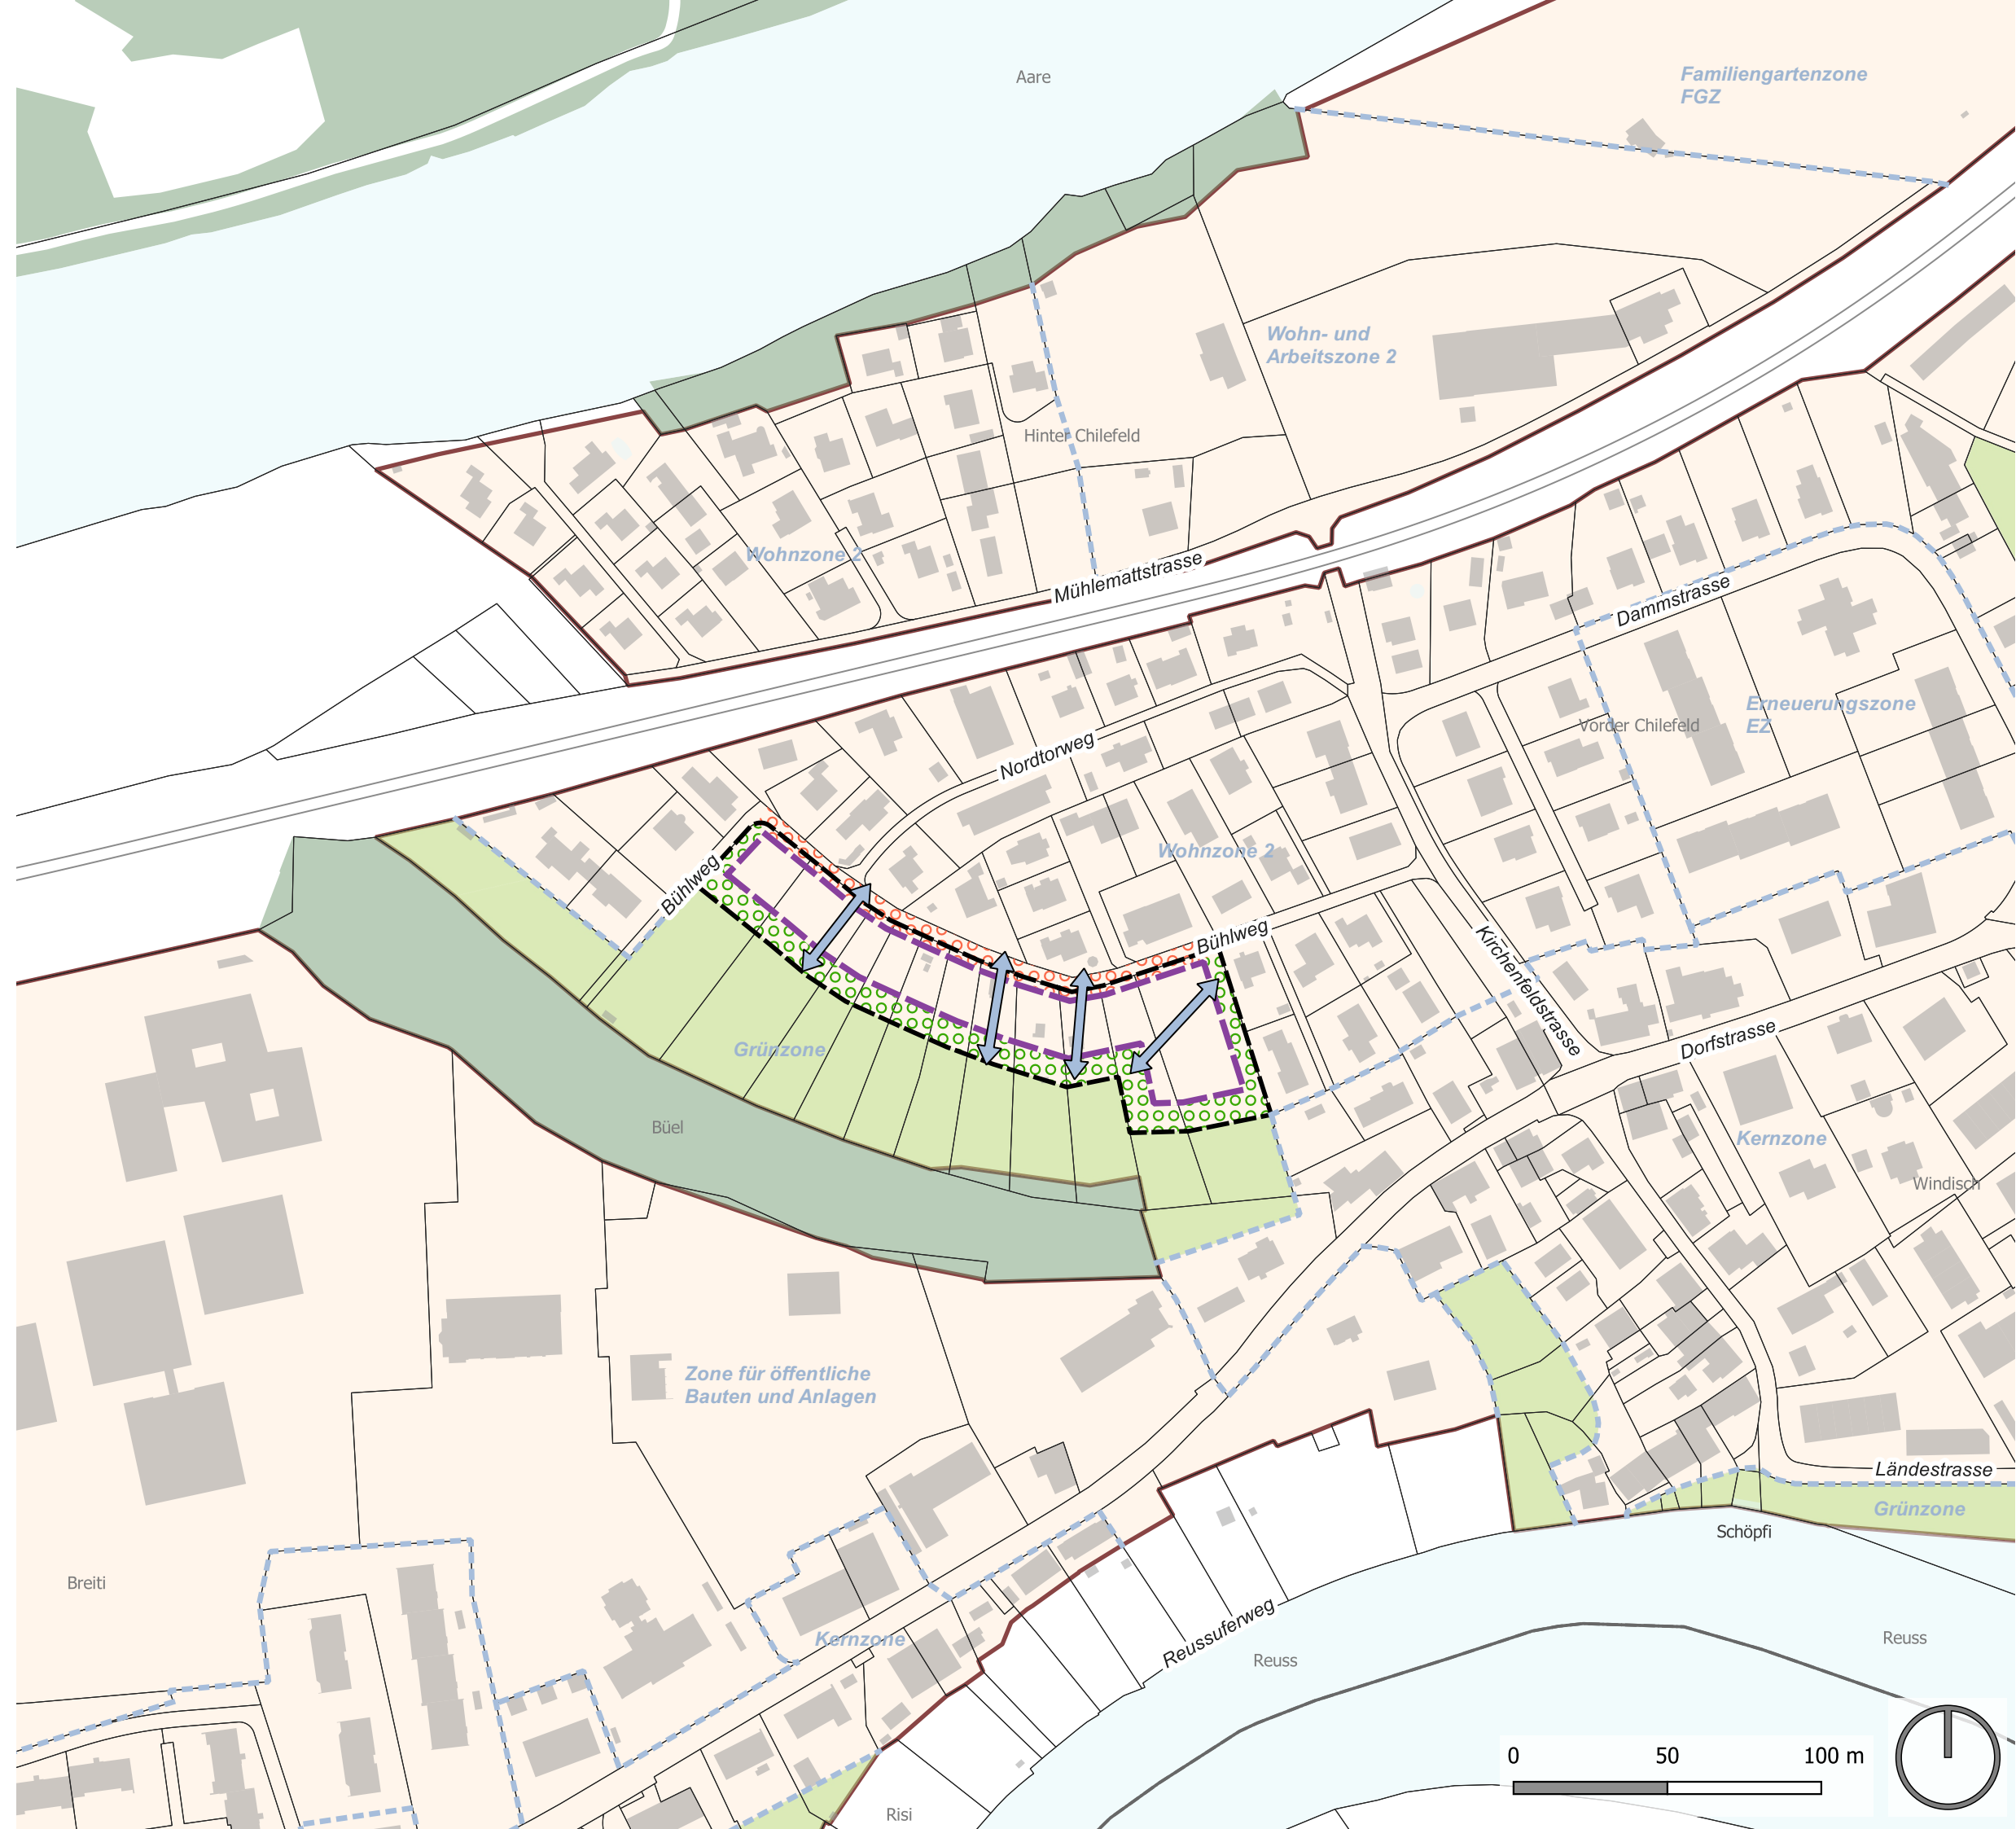 Aare
Familiengartenzone
FGZ
Wohn- und
Arbeitszone 2
Hinter Chilefeld
Wohnzone 2
Mühlemattstrasse
Dammstrasse
Erneuerungszone
EZ
Vorder Chilefeld
Nordtorweg
Wohnzone 2
Bühlweg
Bühlweg
Kirchenfeldstrasse
Dorfstrasse
Grünzone
Büel
Kernzone
Windisch
Zone für öffentliche
Bauten und Anlagen
Ländestrasse
Grünzone
Schöpfi
Breiti
Kernzone
Reussuferweg
Reuss
Reuss
0 50 100 m
Risi